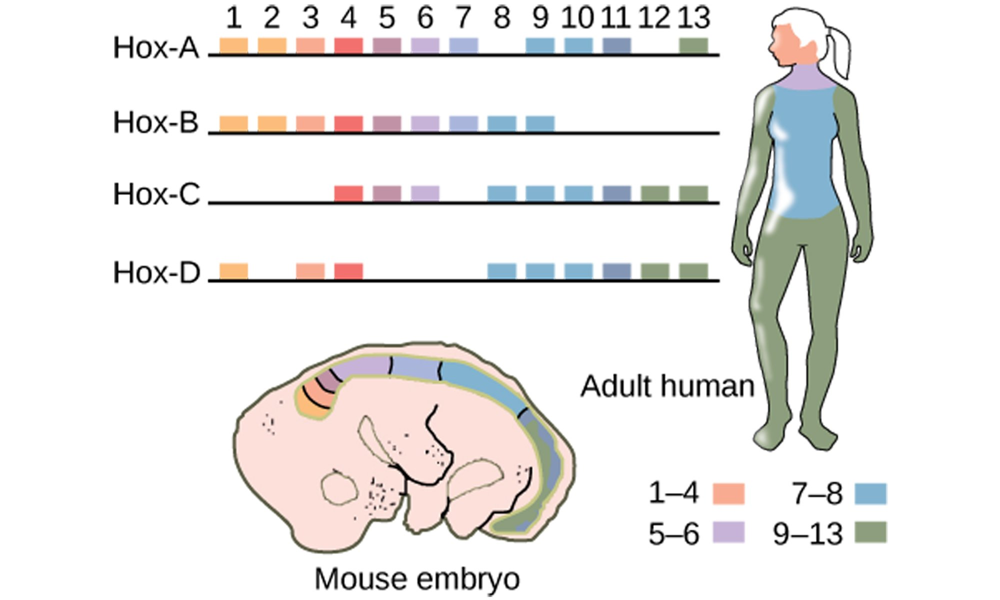 1 2 3 4 5 6 7 8 9 10 11 12 13
Hox-A
Hox-B
Hox-C
Hox-D
Adult human
1–4 7–8
5–6 9–13
Mouse embryo